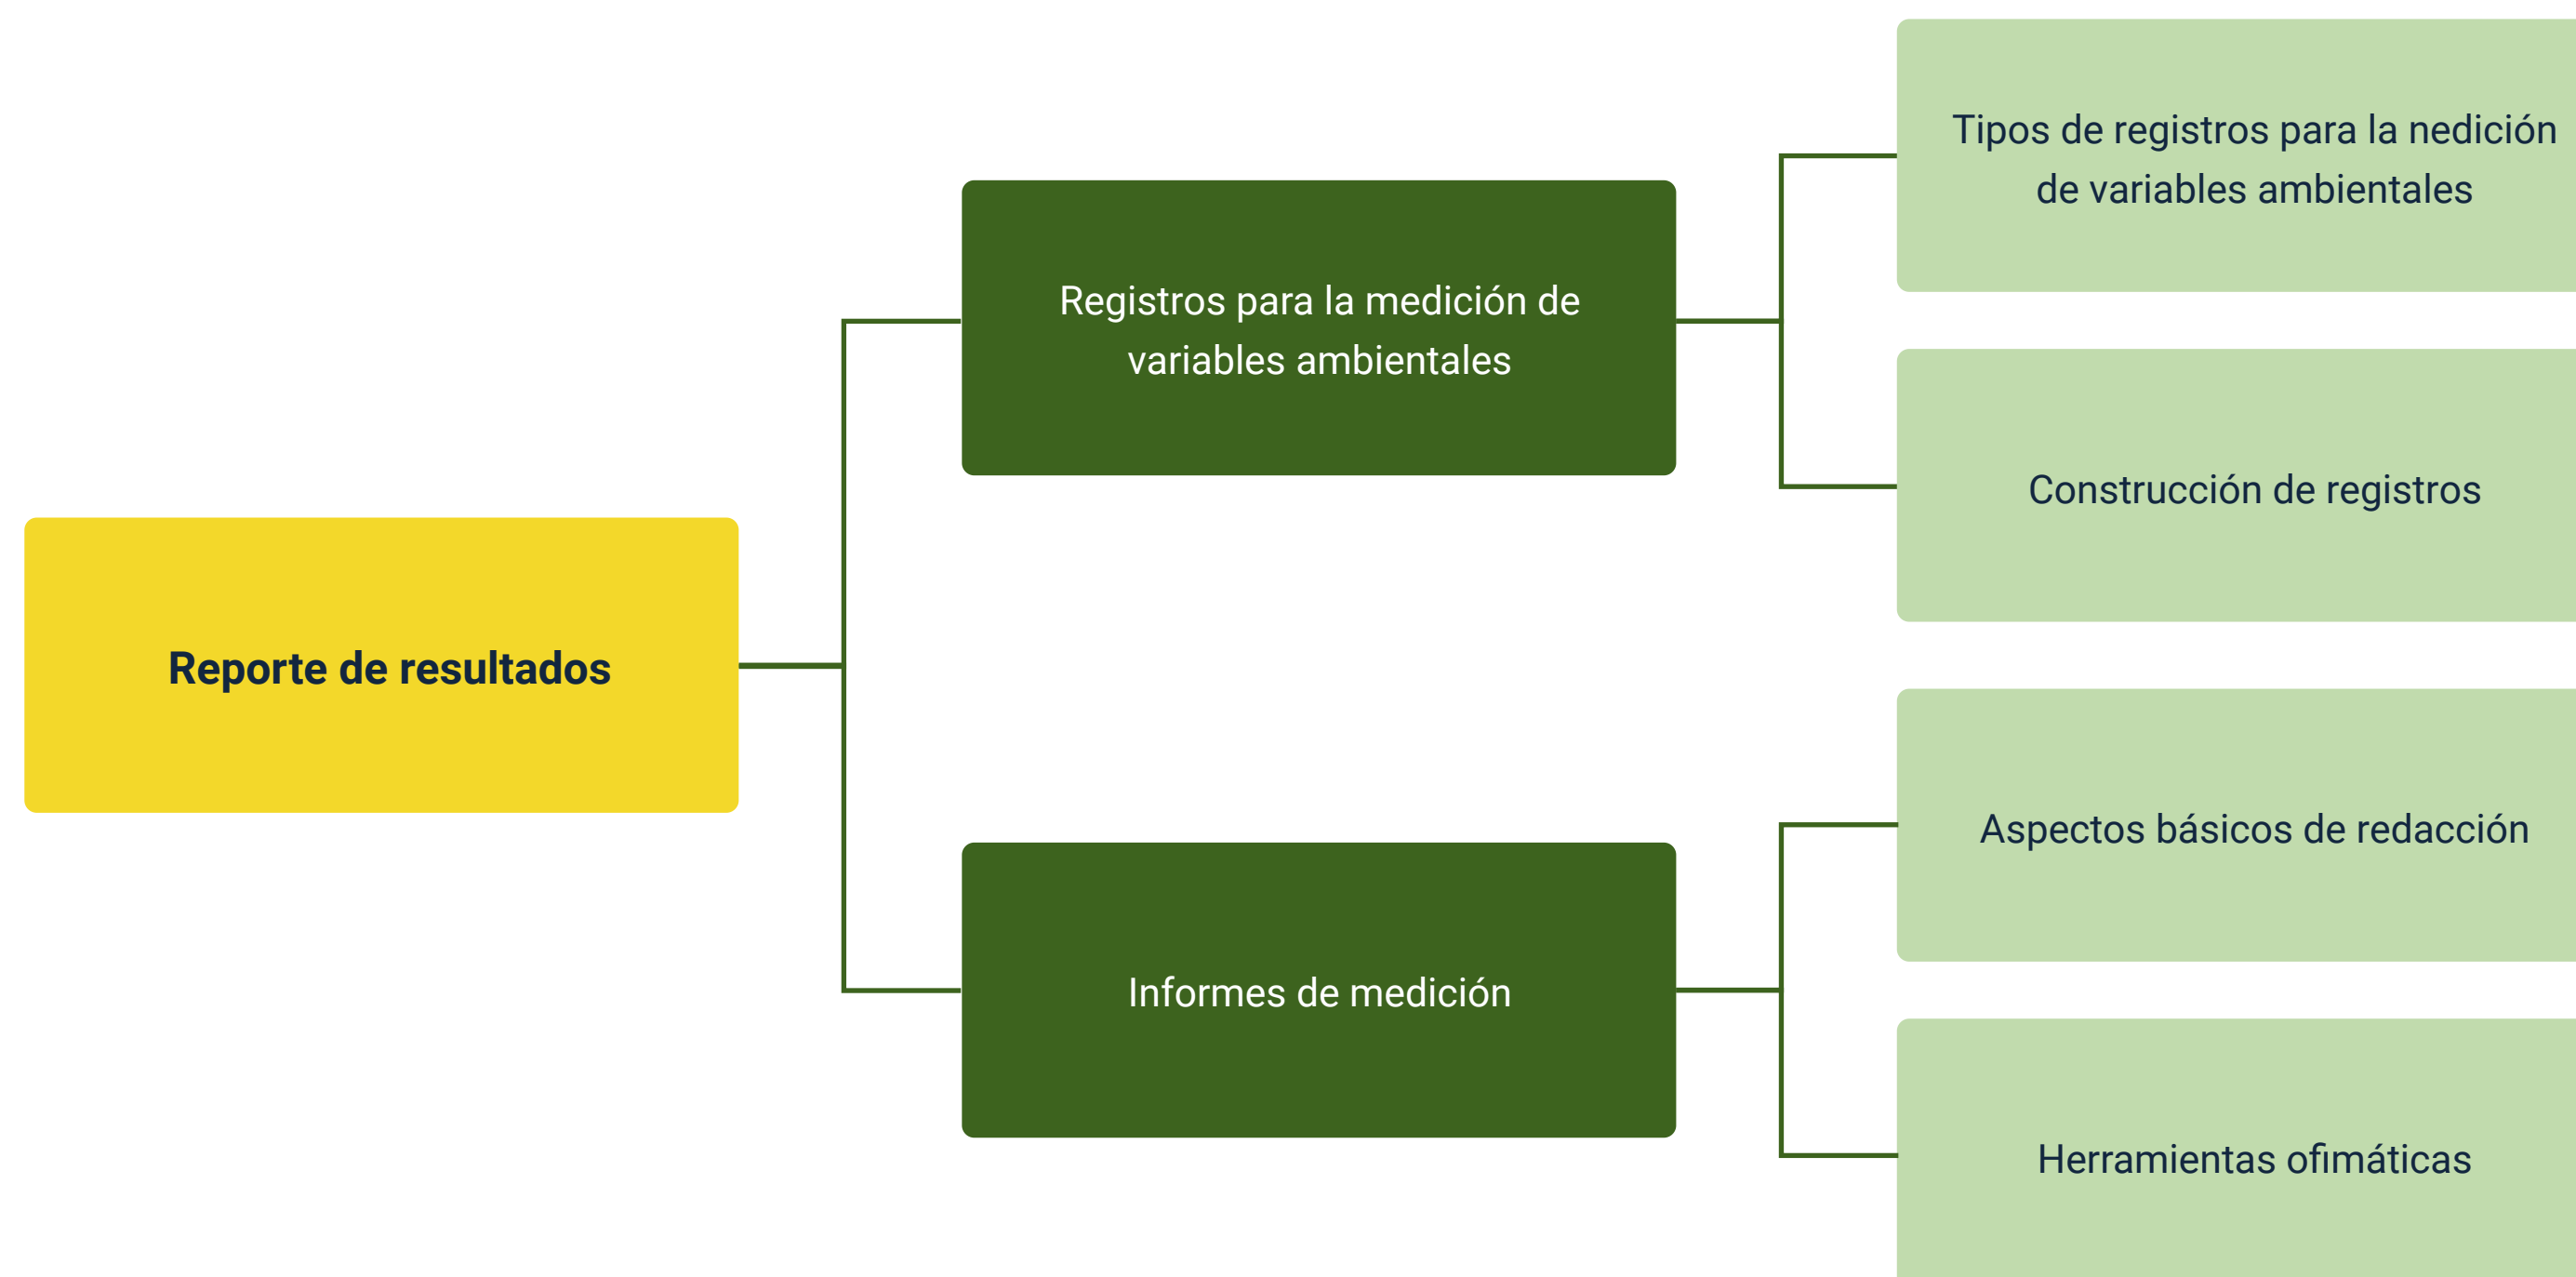 Reporte de resultados
Registros para la medición de
variables ambientales
Tipos de registros para la nedición
de variables ambientales
Construcción de registros
Informes de medición
Aspectos básicos de redacción
Herramientas ofimáticas